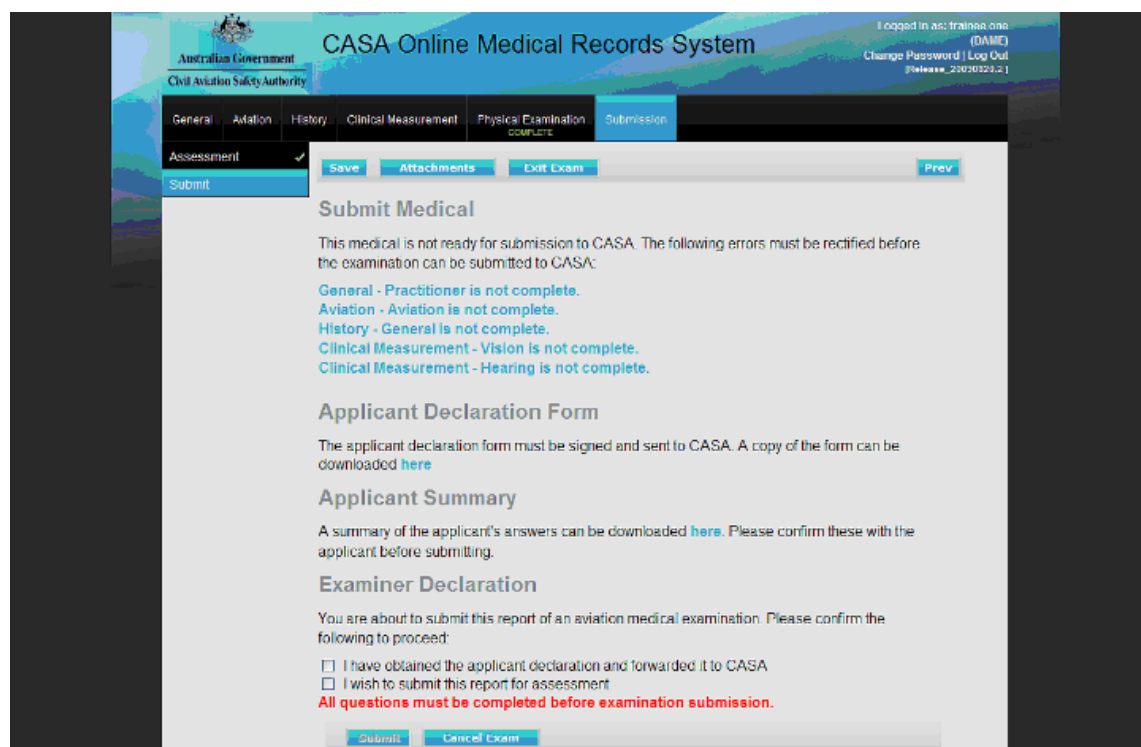 Australian Government
Civil Aviation Safety Authority
CASA Online Medical Records System
Logged in as: trainee one
(DAME)
Change Password | Log Out
[Release_20090820.2]
General Aviation History Clinical Measurement Physical Examination Submission
COMPLETE
Assessment
Submit
Save Attachments Exit Exam Prev
Submit Medical
This medical is not ready for submission to CASA. The following errors must be rectified before
the examination can be submitted to CASA:
General - Practitioner is not complete.
Aviation - Aviation is not complete.
History - General is not complete.
Clinical Measurement - Vision is not complete.
Clinical Measurement - Hearing is not complete.
Applicant Declaration Form
The applicant declaration form must be signed and sent to CASA. A copy of the form can be
downloaded here
Applicant Summary
A summary of the applicant's answers can be downloaded here. Please confirm these with the
applicant before submitting.
Examiner Declaration
You are about to submit this report of an aviation medical examination. Please confirm the
following to proceed:
I have obtained the applicant declaration and forwarded it to CASA
I wish to submit this report for assessment
All questions must be completed before examination submission.
Submit Cancel Exam